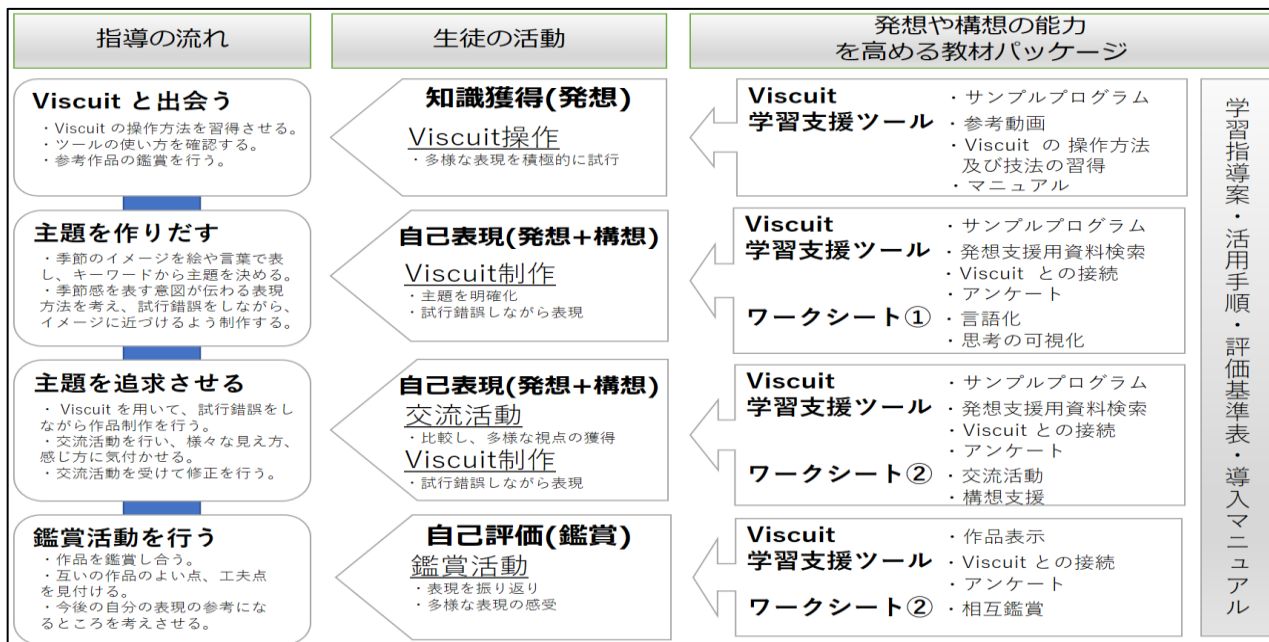 指導の流れ
生徒の活動
発想や構想の能力
を高める教材パッケージ
Viscuit と出会う
・Viscuit の操作方法を習得させる。
・ツールの使い方を確認する。
・参考作品の鑑賞を行う。
知識獲得(発想)
Viscuit操作
・多様な表現を積極的に試行
Viscuit
学習支援ツール
・サンプルプログラム
・参考動画
・Viscuit の 操作方法
及び技法の習得
・マニュアル
主題を作りだす
・季節のイメージを絵や言葉で表
し、キーワードから主題を決める。
・季節感を表す意図が伝わる表現
方法を考え、試行錯誤をしながら、
イメージに近づけるよう制作する。
自己表現(発想+構想)
Viscuit制作
・主題を明確化
・試行錯誤しながら表現
Viscuit
学習支援ツール
・サンプルプログラム
・発想支援用資料検索
・Viscuit との接続
・アンケート
ワークシート①
・言語化
・思考の可視化
主題を追求させる
・ Viscuit を用いて、試行錯誤をし
ながら作品制作を行う。
・交流活動を行い、様々な見え方、
感じ方に気付かせる。
・交流活動を受けて修正を行う。
自己表現(発想+構想)
交流活動
・比較し、多様な視点の獲得
Viscuit制作
・試行錯誤しながら表現
Viscuit
学習支援ツール
・サンプルプログラム
・発想支援用資料検索
・Viscuit との接続
・アンケート
ワークシート②
・交流活動
・構想支援
鑑賞活動を行う
・作品を鑑賞し合う。
・互いの作品のよい点、工夫点
を見付ける。
・今後の自分の表現の参考にな
るところを考えさせる。
自己評価(鑑賞)
鑑賞活動
・表現を振り返り
・多様な表現の感受
Viscuit
学習支援ツール
・作品表示
・Viscuit との接続
・アンケート
ワークシート②
・相互鑑賞
学習指導案・活用手順・評価基準表・導入マニュアル